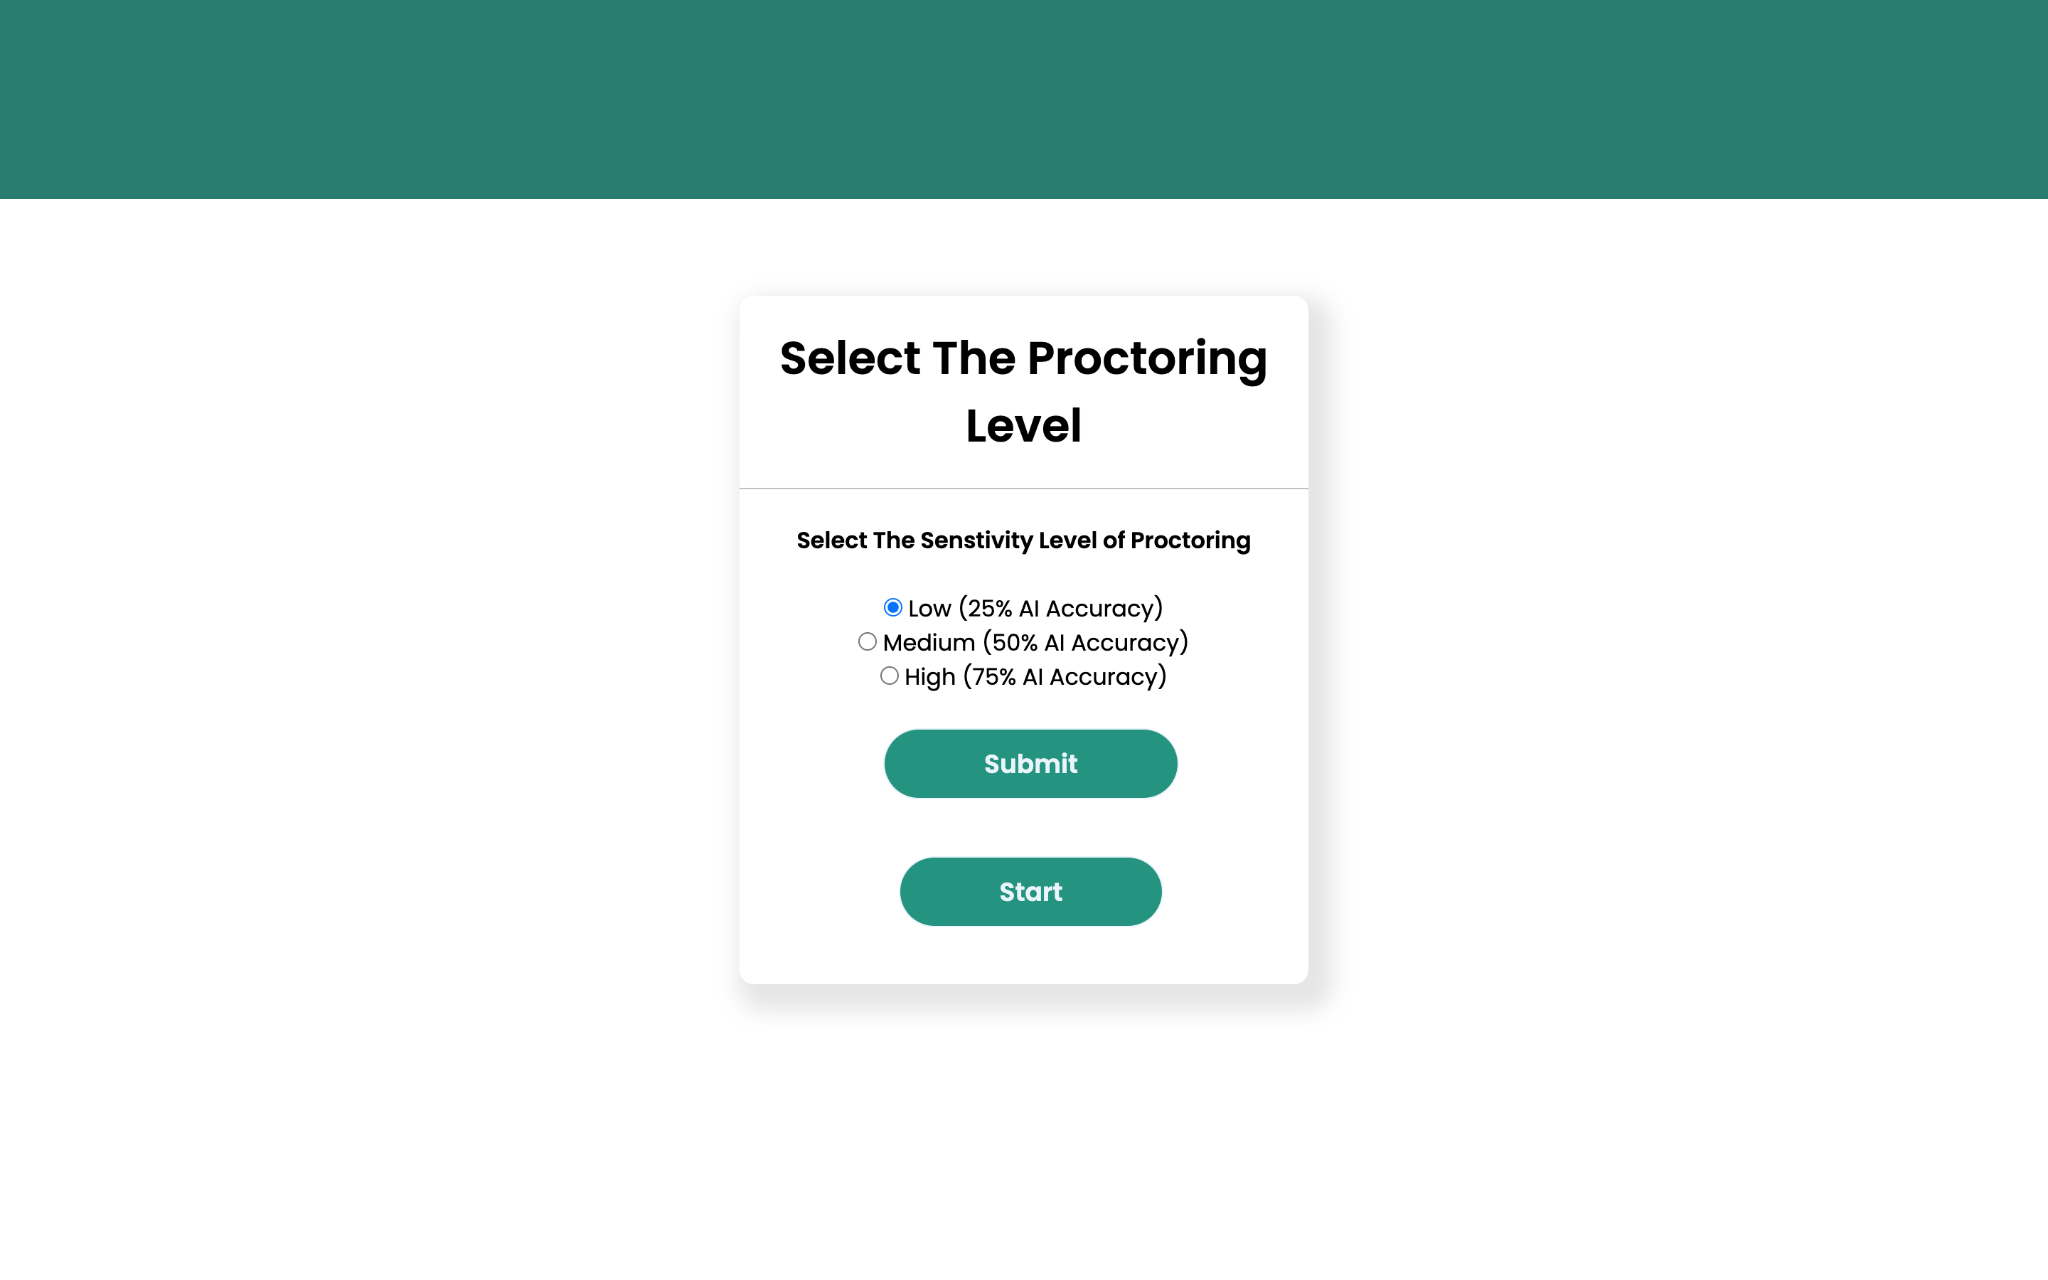 Select The Proctoring
Level
Select The Senstivity Level of Proctoring
Low (25% AI Accuracy)
Medium (50% AI Accuracy)
High (75% AI Accuracy)
Submit
Start